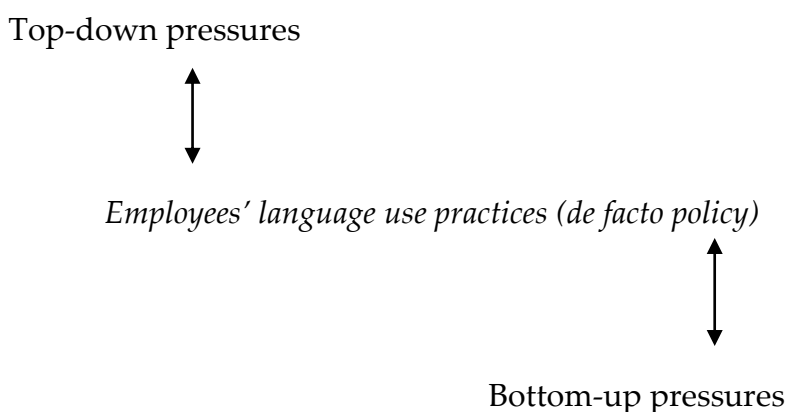 Top-down pressures
Employees’ language use practices (de facto policy)
Bottom-up pressures